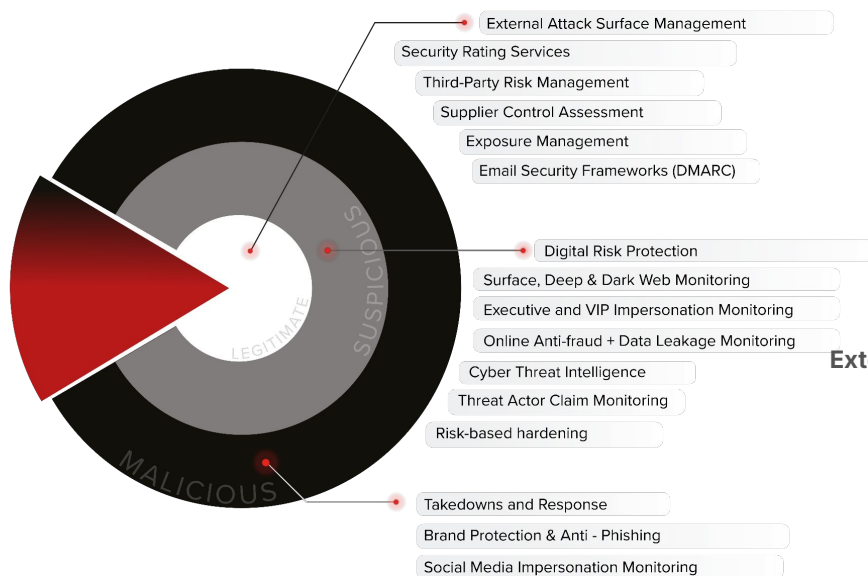 External Attack Surface Management
Security Rating Services
Third-Party Risk Management
Supplier Control Assessment
Exposure Management
Email Security Frameworks (DMARC)
SUSPICIOUS
LEGITIMATE
Digital Risk Protection
Surface, Deep & Dark Web Monitoring
Executive and VIP Impersonation Monitoring
Online Anti-fraud + Data Leakage Monitoring
Ext
Cyber Threat Intelligence
Threat Actor Claim Monitoring
Risk-based hardening
MALICIOUS
Takedowns and Response
Brand Protection & Anti - Phishing
Social Media Impersonation Monitoring